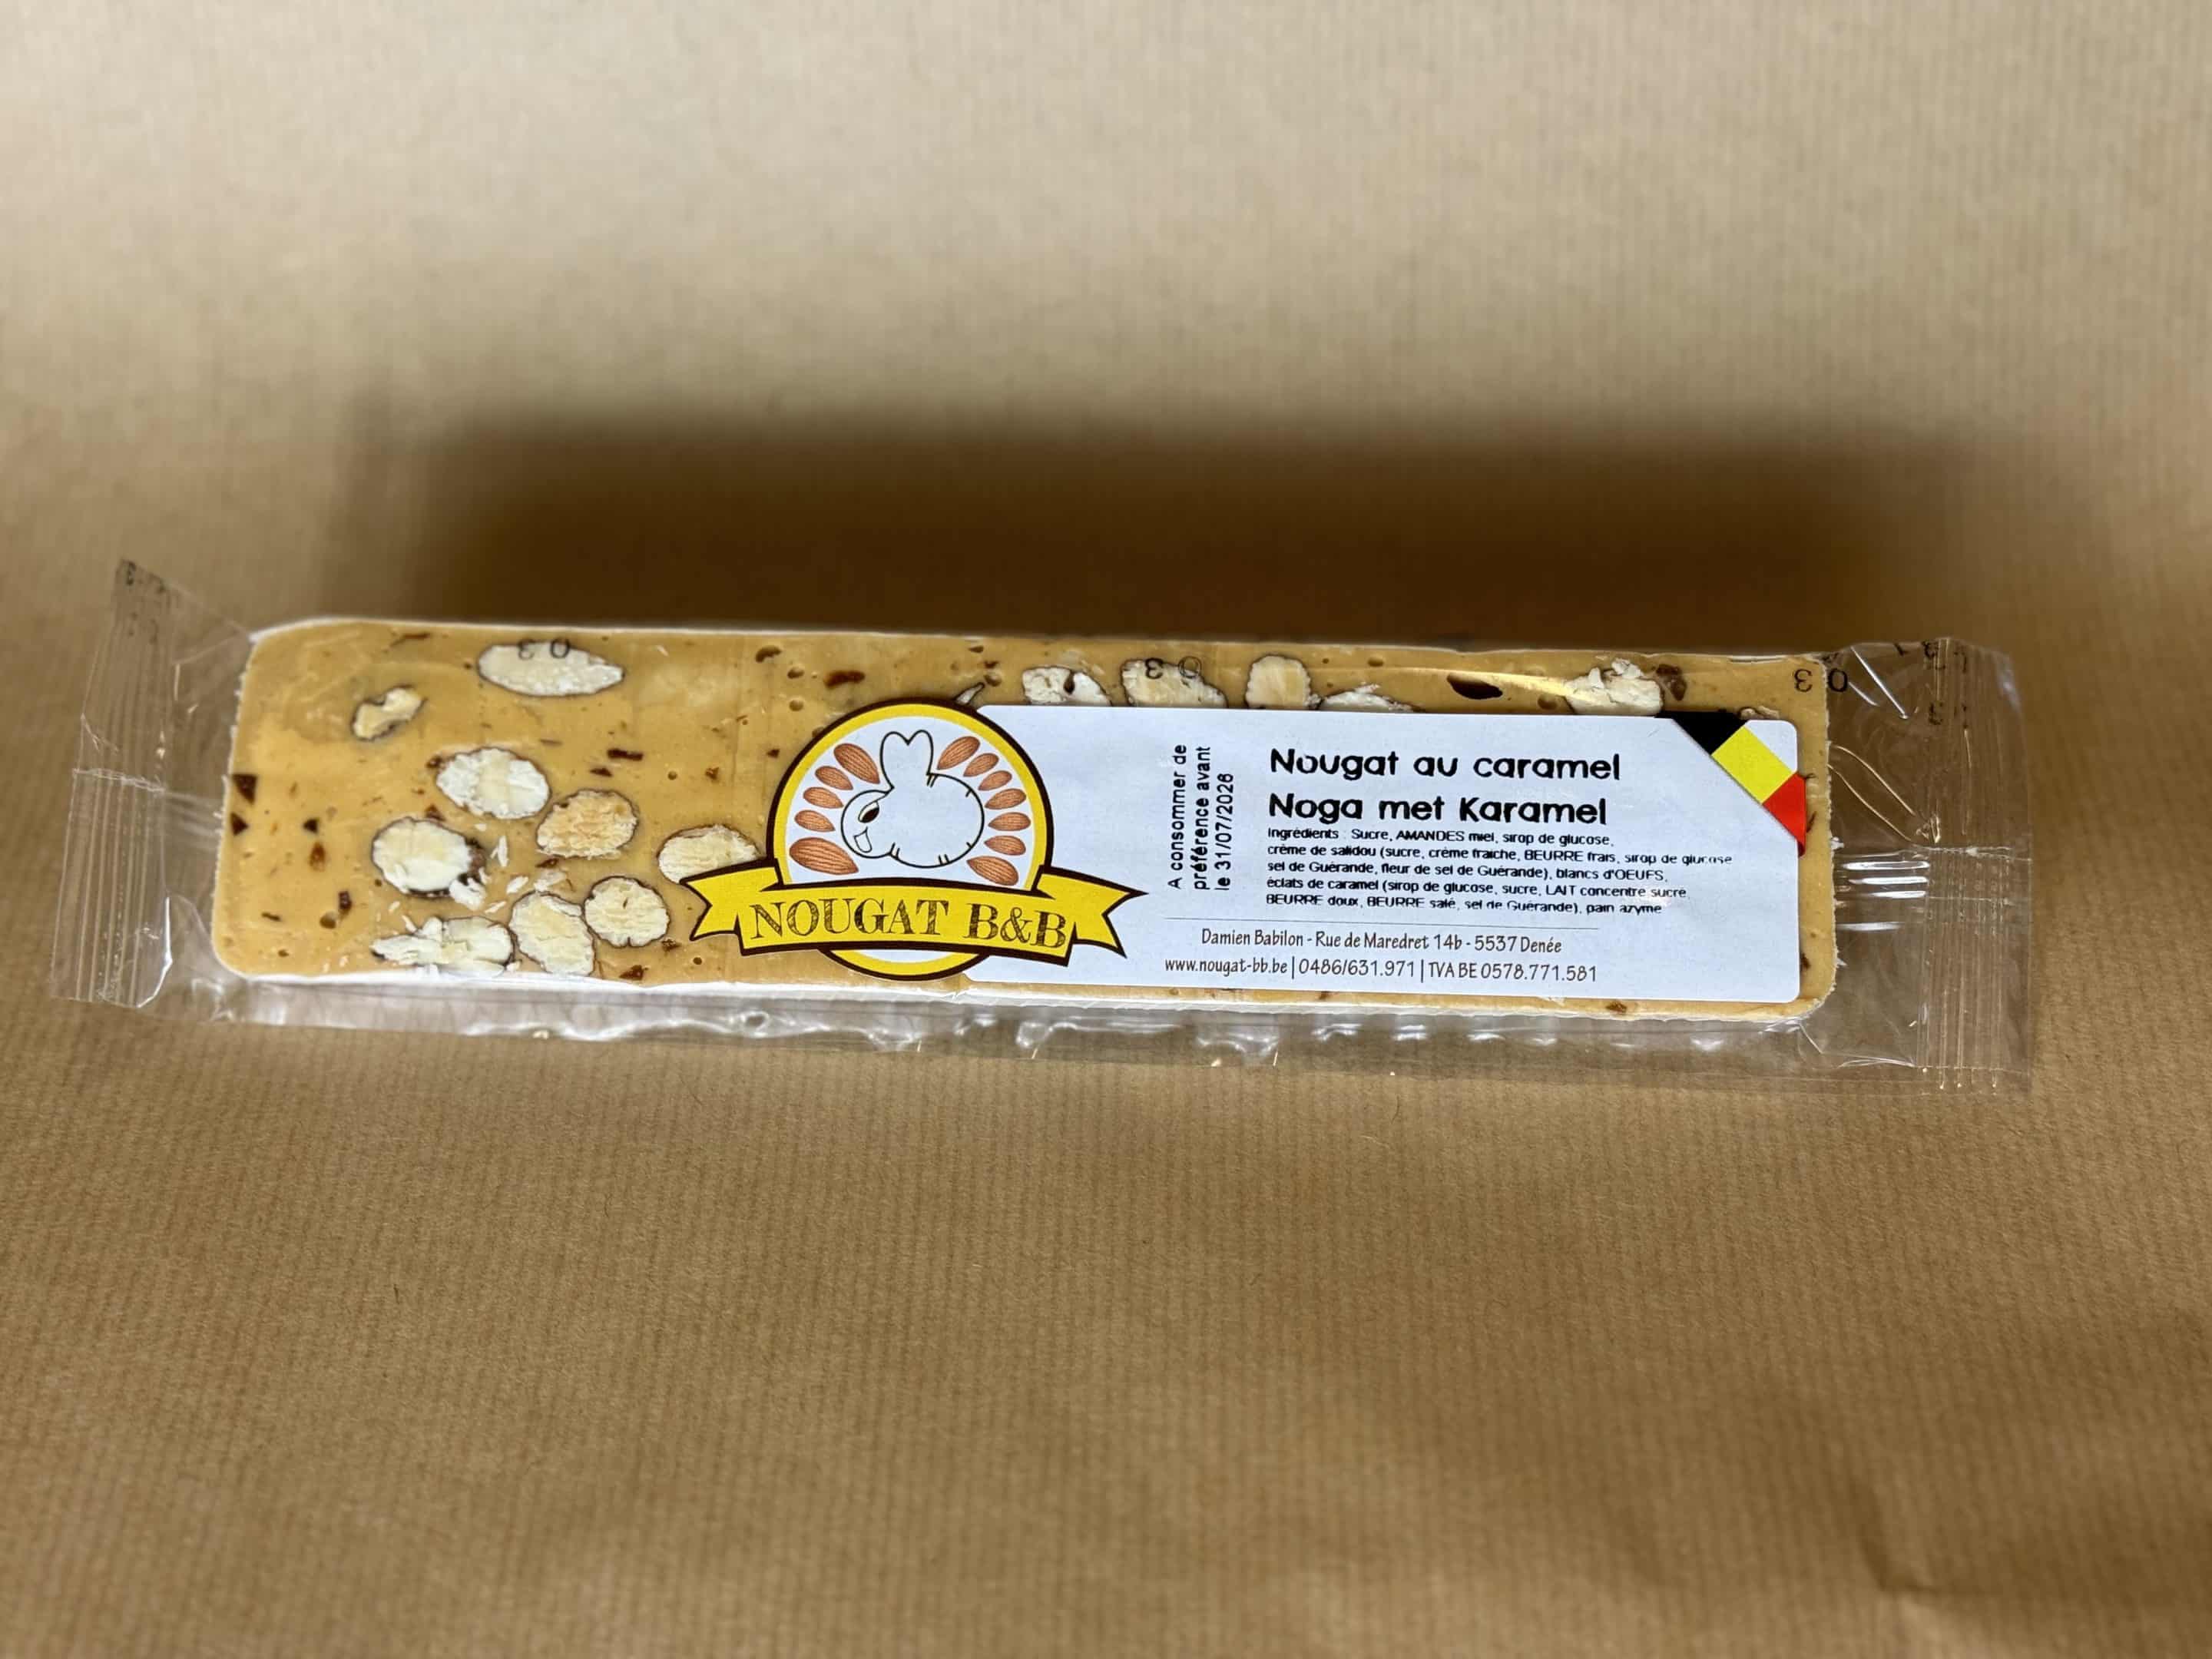 NOUGAT B&B
A consommer de
préférence avant
le 31/07/2026
Nougat au caramel
Noga met Karamel
Ingrédients : Sucre, AMANDES miel, sirop de glucose,
crème de salidou (sucre, crème fraiche, BEURRE frais, sirop de glucose
sel de Guérande, fleur de sel de Guérande), blancs d'OEUFS,
éclats de caramel (sirop de glucose, sucre, LAIT concentré sucré,
BEURRE doux, BEURRE salé, sel de Guérande), pain azyme
Damien Babilon - Rue de Maredret 14b - 5537 Denée
www.nougat-bb.be | 0486/631.971 | TVA BE 0578.771.581
03
03
03